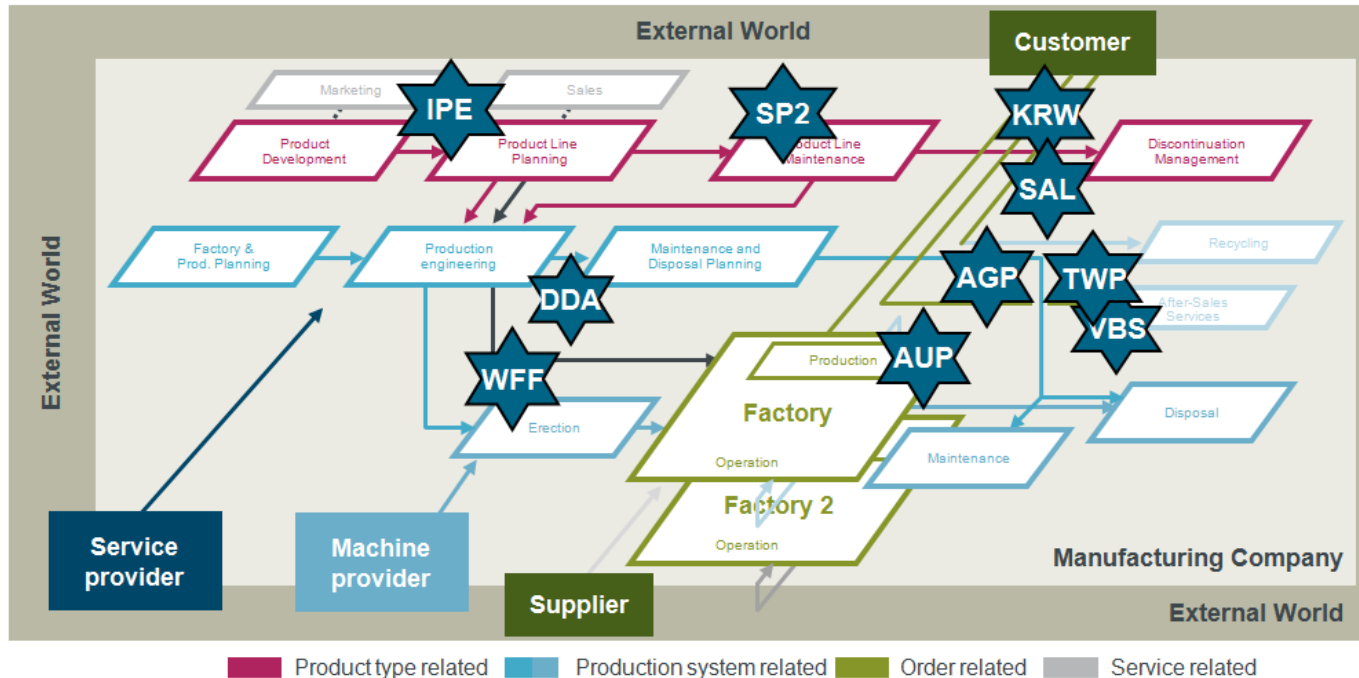 External World
Customer
Marketing
Sales
IPE
SP2
KRW
Product
Development
Product Line
Planning
Product Line
Maintenance
Discontinuation
Management
SAL
External World
Factory &
Prod. Planning
Production
engineering
Maintenance and
Disposal Planning
Recycling
DDA
AGP
TWP
After-Sales
Services
VBS
Production
AUP
WFF
Factory
Erection
Disposal
Operation
Maintenance
Factory 2
Operation
Service
provider
Machine
provider
Supplier
Manufacturing Company
External World
Product type related
Production system related
Order related
Service related